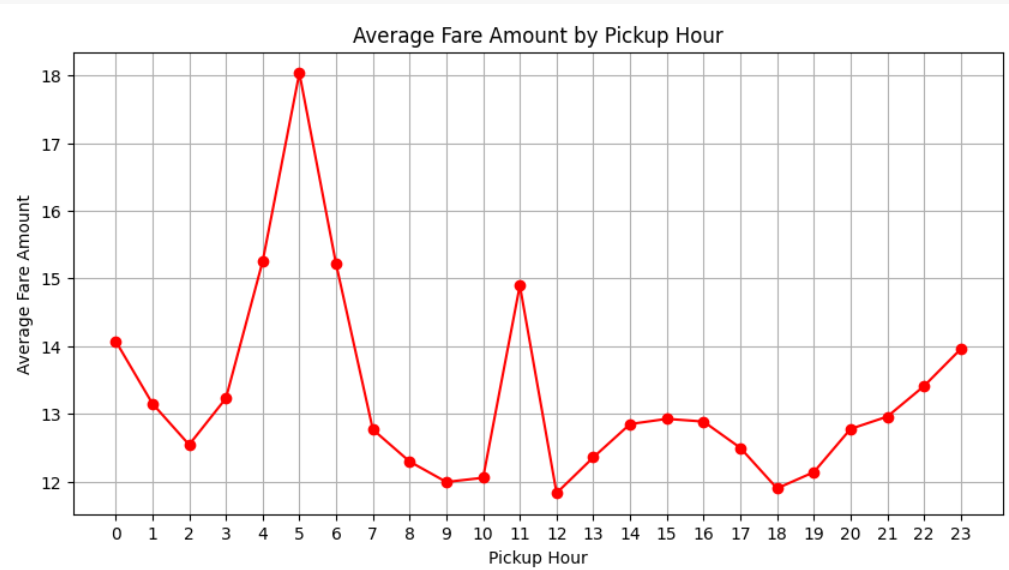 Average Fare Amount by Pickup Hour
Average Fare Amount
18
17
16
15
14
13
12
0 1 2 3 4 5 6 7 8 9 10 11 12 13 14 15 16 17 18 19 20 21 22 23
Pickup Hour